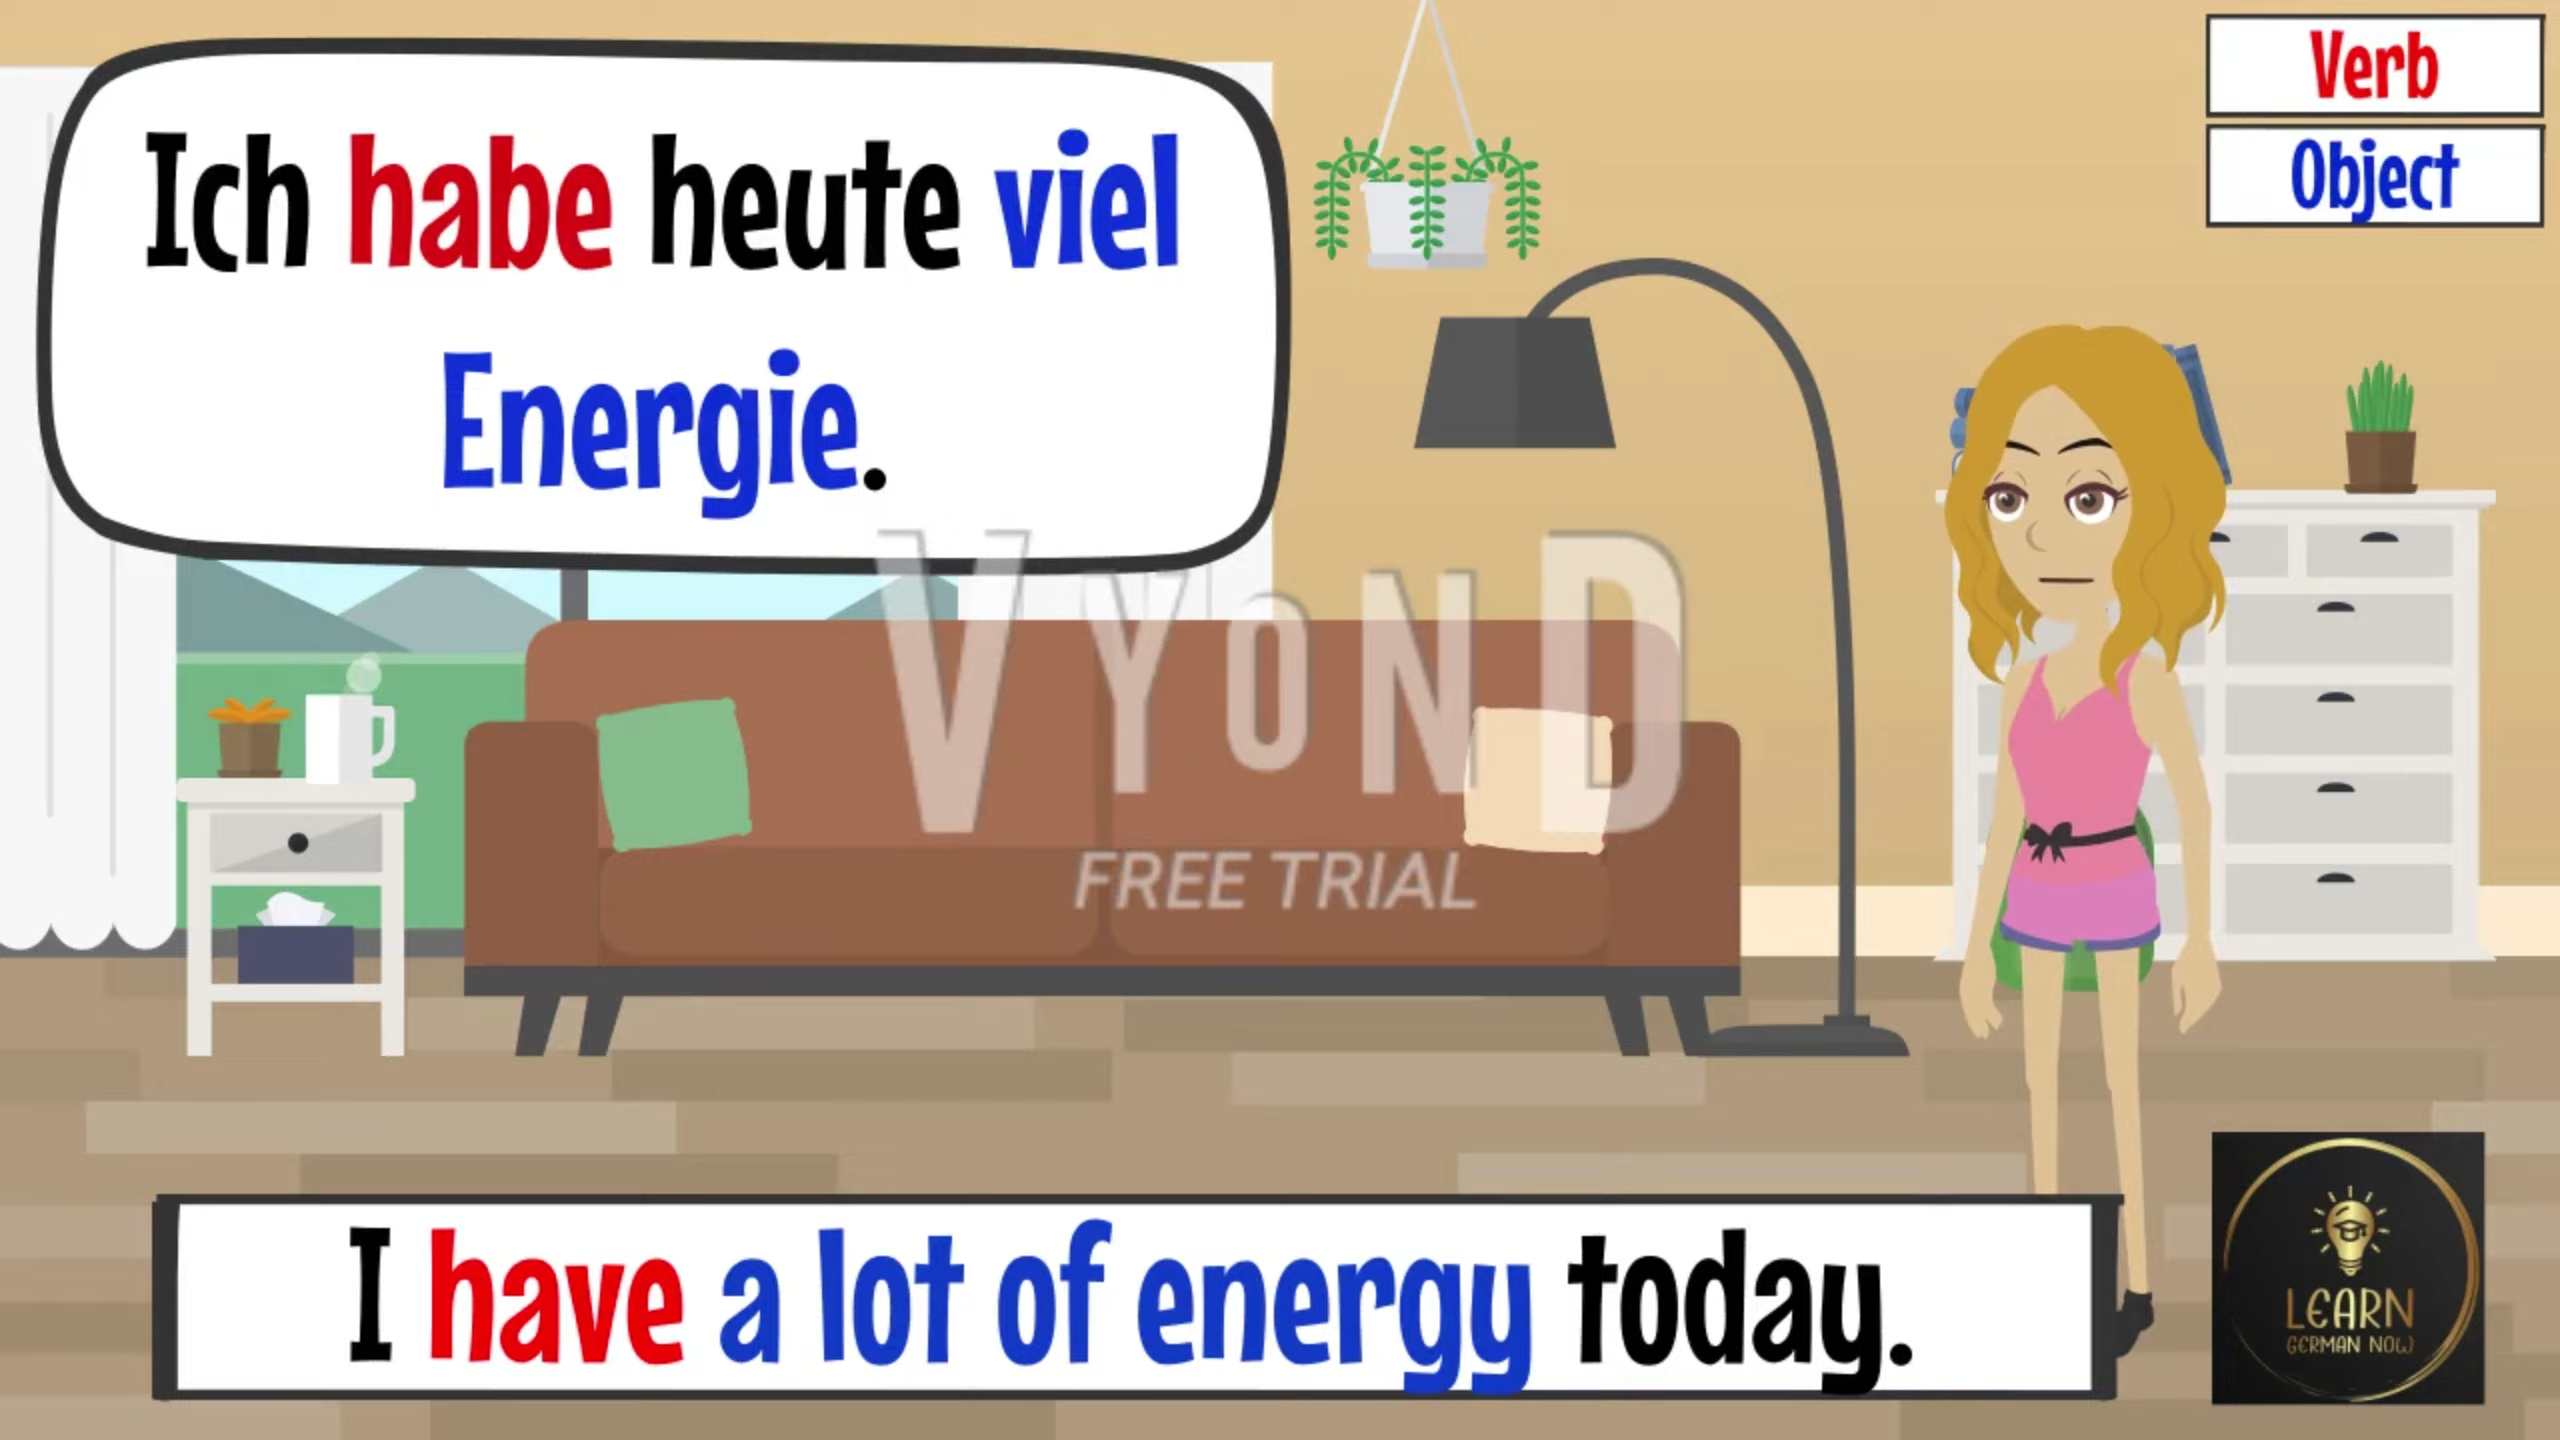 Verb
Object
Ich habe heute viel
Energie.
VYOND
FREE TRIAL
I have a lot of energy today.
LEARN
GERMAN NOW